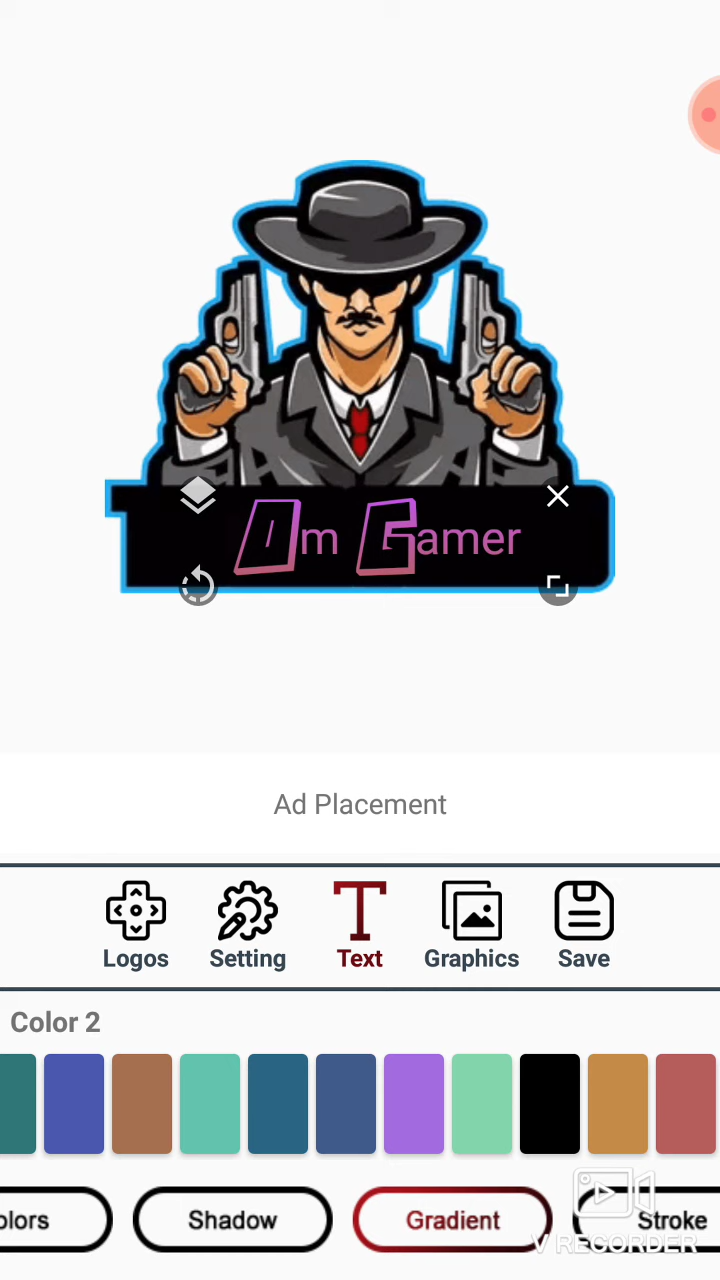 Om Gamer
Ad Placement
Logos Setting Text Graphics Save
Color 2
olors Shadow Gradient Stroke
V RECORDER